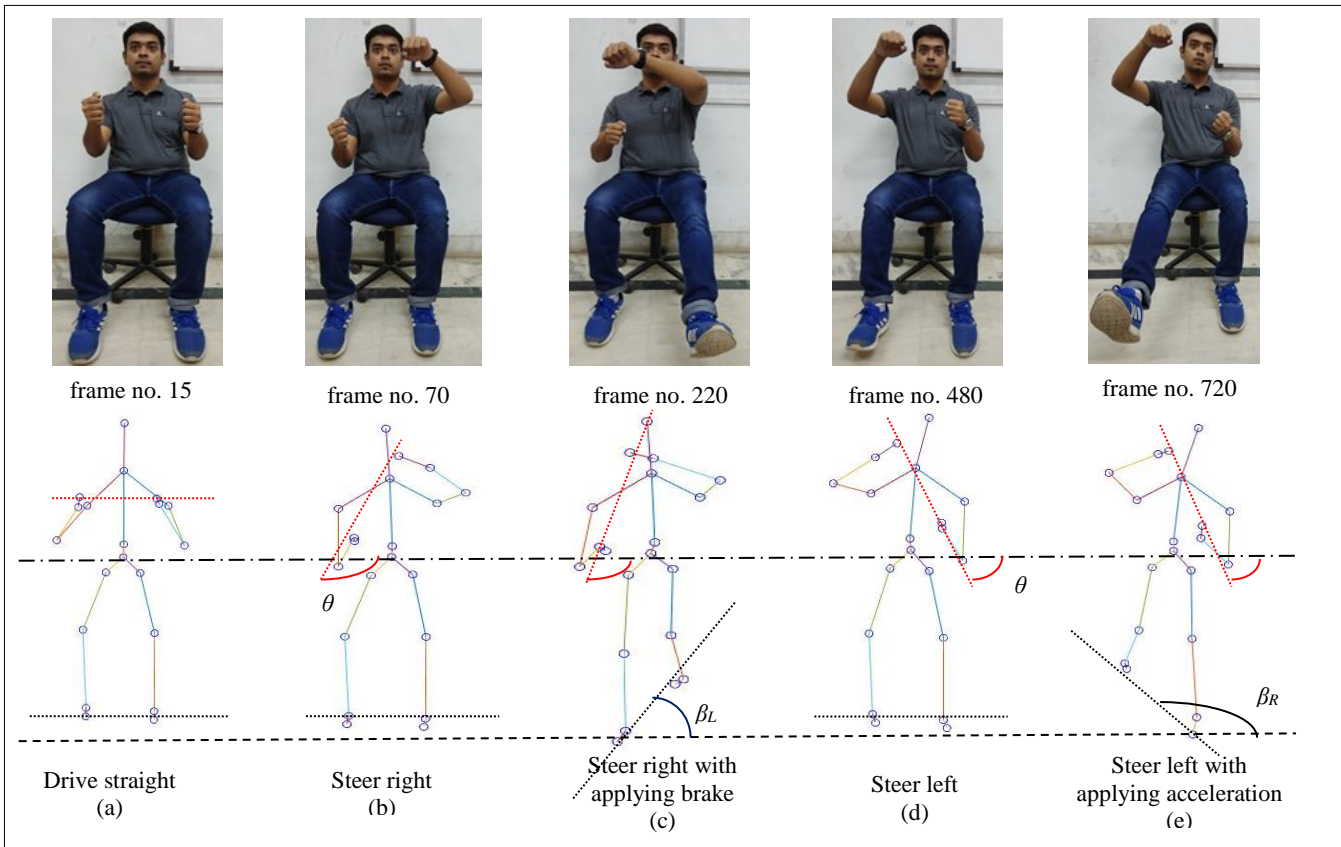 frame no. 15
frame no. 70
frame no. 220
frame no. 480
frame no. 720
θ
θ
β_L
β_R
Drive straight
(a)
Steer right
(b)
Steer right with
applying brake
(c)
Steer left
(d)
Steer left with
applying acceleration
(e)